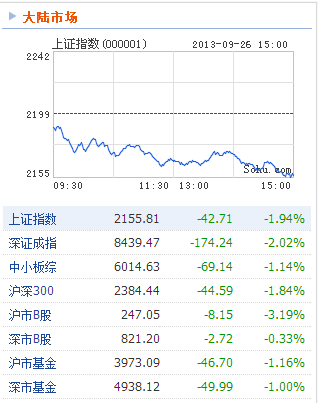 大陆市场
上证指数(000001) 2013-09-26 15:00
2242
2199
2155
Sohu.com
09:30 11:30 13:00 15:00
上证指数 2155.81 -42.71 -1.94%
深证成指 8439.47 -174.24 -2.02%
中小板综 6014.63 -69.14 -1.14%
沪深300 2384.44 -44.59 -1.84%
沪市B股 247.05 -8.15 -3.19%
深市B股 821.20 -2.72 -0.33%
沪市基金 3973.09 -46.70 -1.16%
深市基金 4938.12 -49.99 -1.00%